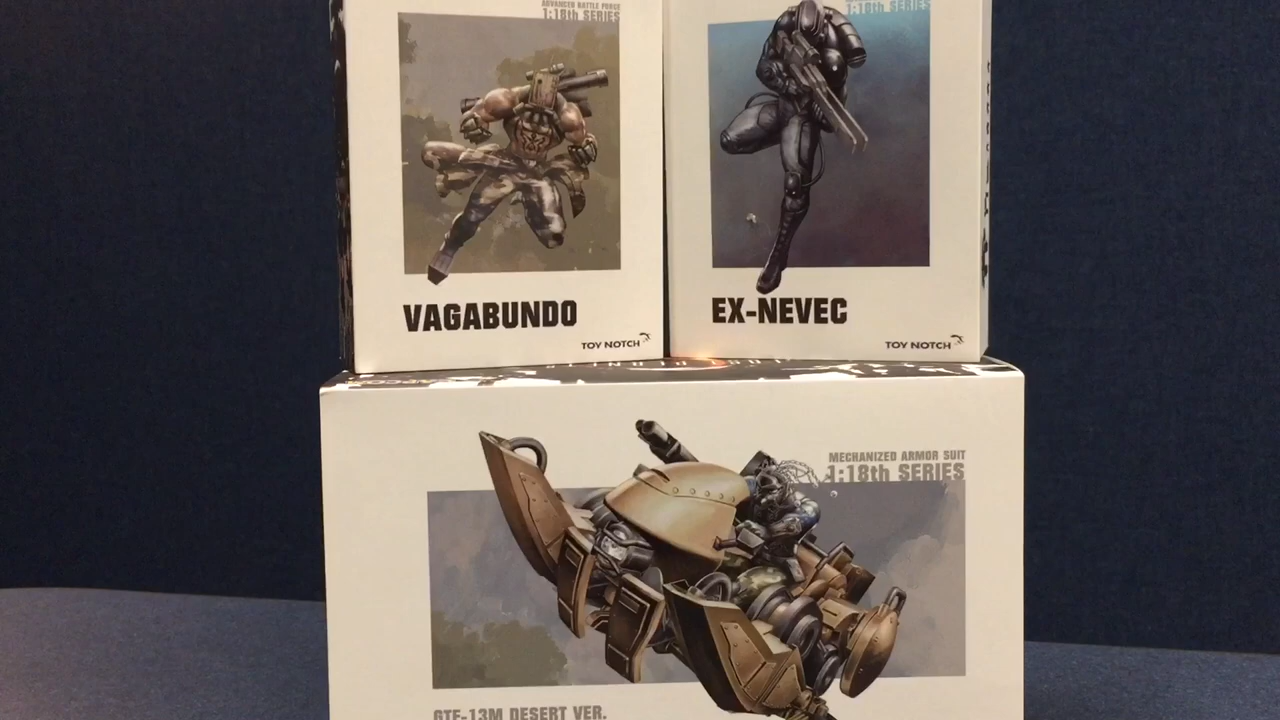 ADVANCED BATTLE FORCE
1:18th SERIES
VAGABUNDO
TOY NOTCH
1:18th SERIES
EX-NEVEC
TOY NOTCH
MECHANIZED ARMOR SUIT
1:18th SERIES
GTF-13M DESERT VER.